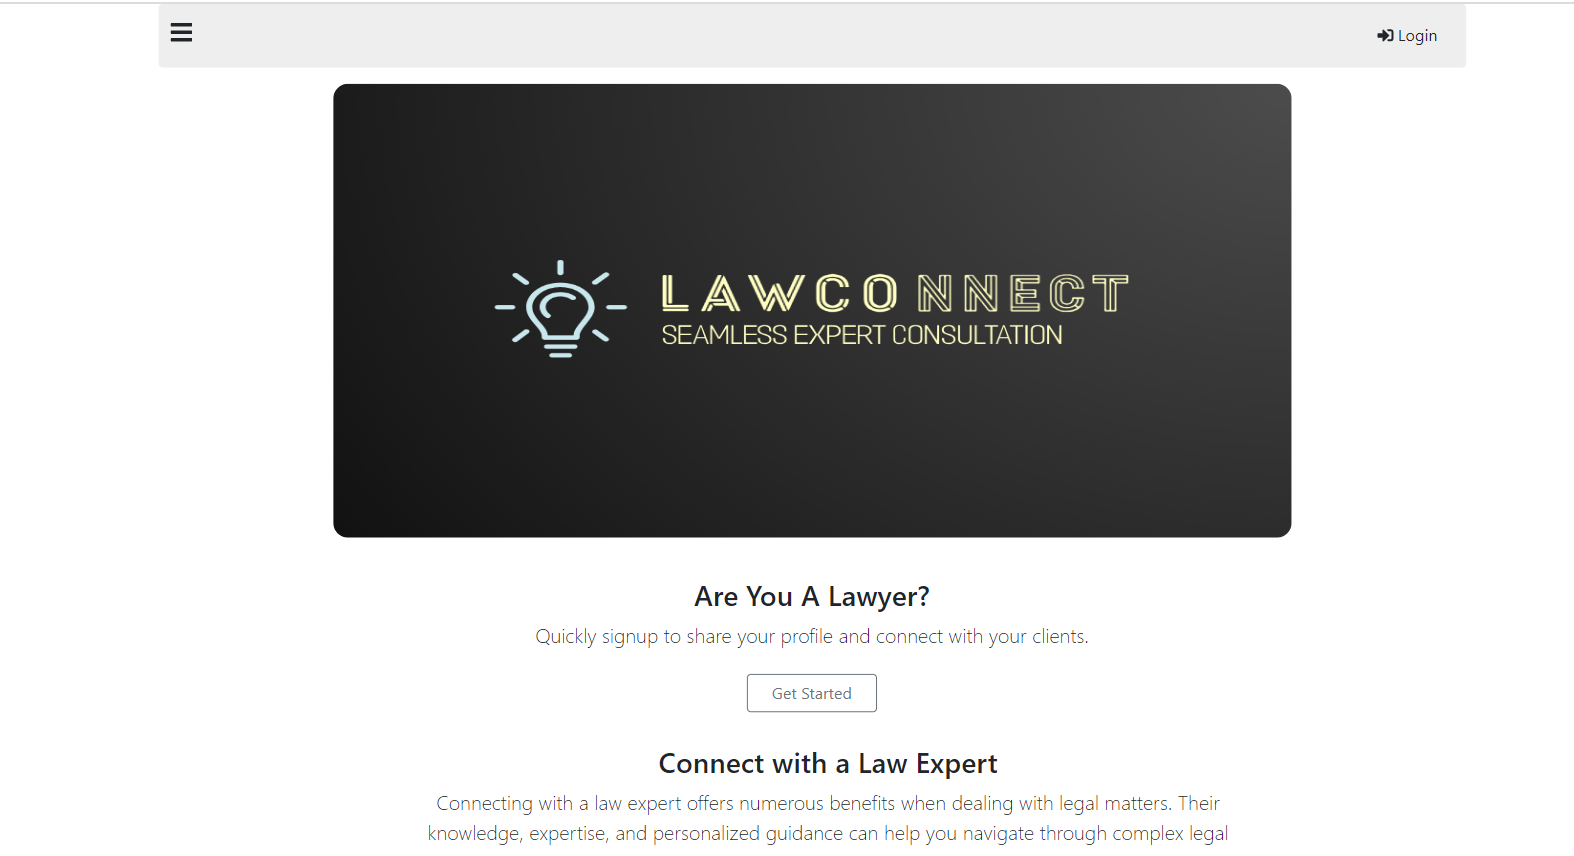 Login
LAWCONNECT
SEAMLESS EXPERT CONSULTATION
Are You A Lawyer?
Quickly signup to share your profile and connect with your clients.
Get Started
Connect with a Law Expert
Connecting with a law expert offers numerous benefits when dealing with legal matters. Their
knowledge, expertise, and personalized guidance can help you navigate through complex legal